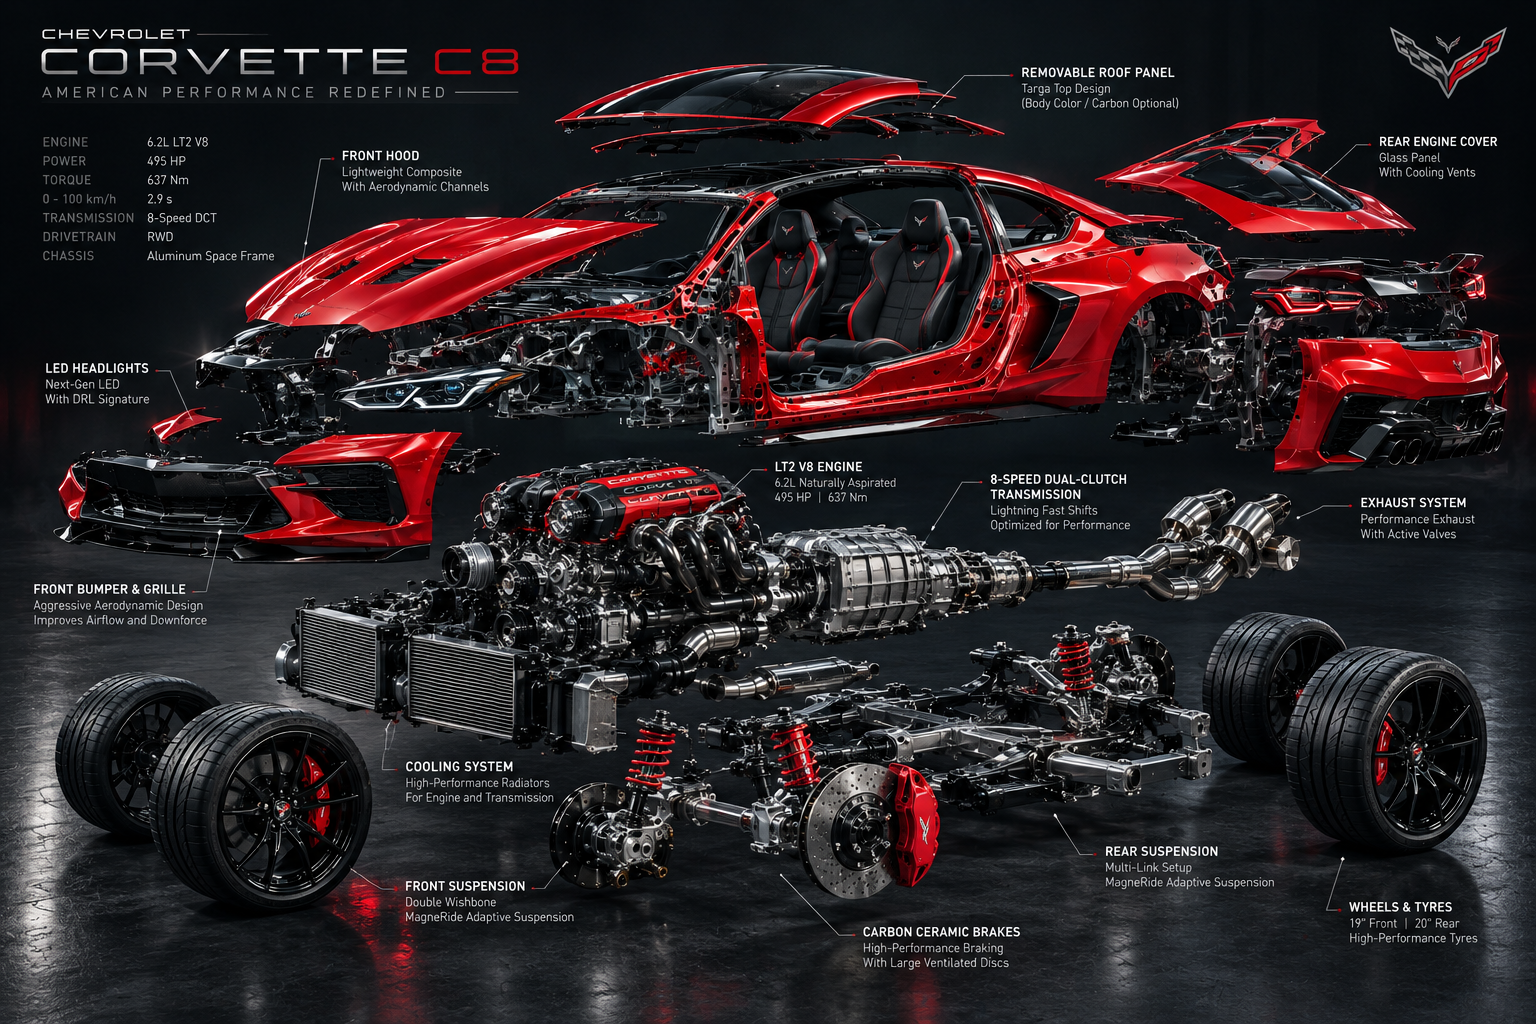 CHEVROLET
CORVETTE C8
AMERICAN PERFORMANCE REDEFINED
ENGINE 6.2L LT2 V8
POWER 495 HP
TORQUE 637 Nm
0 - 100 km/h 2.9 s
TRANSMISSION 8-Speed DCT
DRIVETRAIN RWD
CHASSIS Aluminum Space Frame
FRONT HOOD
Lightweight Composite
With Aerodynamic Channels
REMOVABLE ROOF PANEL
Targa Top Design
(Body Color / Carbon Optional)
REAR ENGINE COVER
Glass Panel
With Cooling Vents
LED HEADLIGHTS
Next-Gen LED
With DRL Signature
FRONT BUMPER & GRILLE
Aggressive Aerodynamic Design
Improves Airflow and Downforce
CORVETTE
CORVETTE
CORVETTE
LT2 V8 ENGINE
6.2L Naturally Aspirated
495 HP | 637 Nm
8-SPEED DUAL-CLUTCH
TRANSMISSION
Lightning Fast Shifts
Optimized for Performance
EXHAUST SYSTEM
Performance Exhaust
With Active Valves
COOLING SYSTEM
High-Performance Radiators
For Engine and Transmission
FRONT SUSPENSION
Double Wishbone
MagneRide Adaptive Suspension
CARBON CERAMIC BRAKES
High-Performance Braking
With Large Ventilated Discs
REAR SUSPENSION
Multi-Link Setup
MagneRide Adaptive Suspension
WHEELS & TYRES
19" Front | 20" Rear
High-Performance Tyres